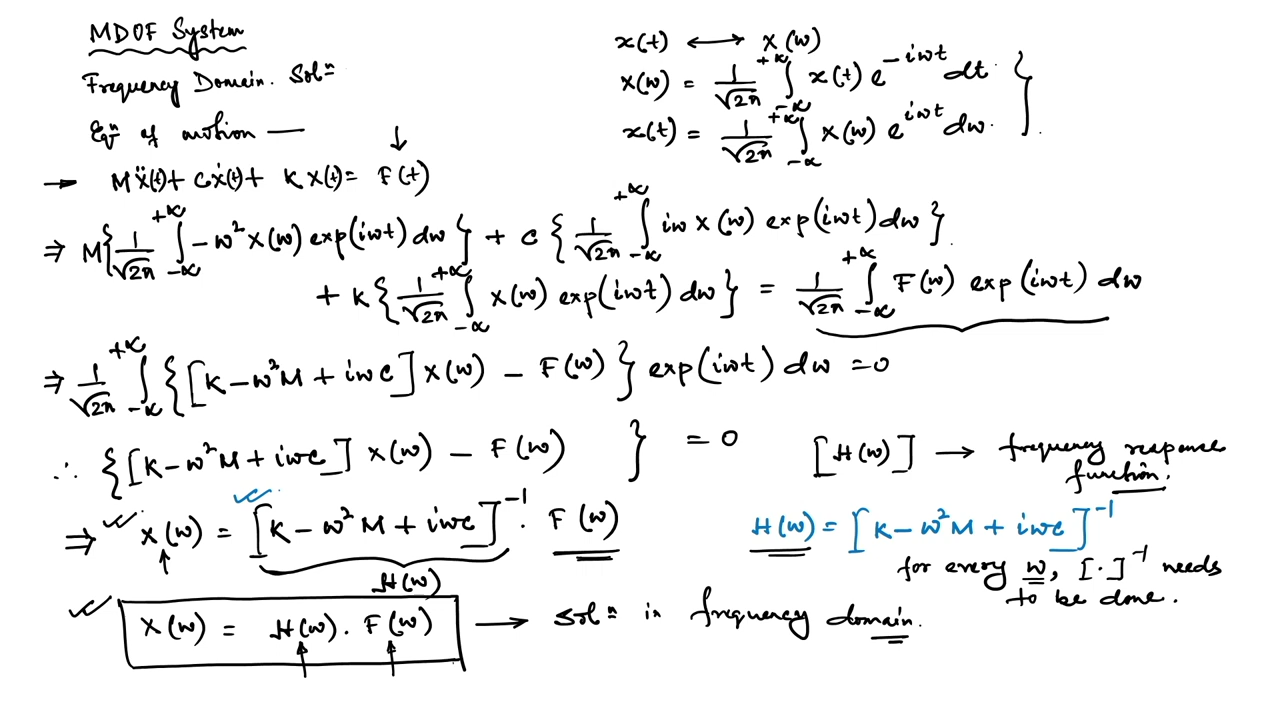 MDOF System
Frequency Domain. Solⁿ
Eqⁿ of motion —
→ Mẍ(t) + Cẋ(t) + K x(t) = F(t)
x(t) ⟷ X(ω)
X(ω) = 1/√2π ∫_{-∞}^{+∞} x(t) e^{-iωt} dt.
x(t) = 1/√2π ∫_{-∞}^{+∞} X(ω) e^{iωt} dω.
⇒ M{1/√2π ∫_{-∞}^{+∞} -ω² X(ω) exp(iωt) dω} + C {1/√2π ∫_{-∞}^{+∞} iω X(ω) exp(iωt) dω}
+ K{1/√2π ∫_{-∞}^{+∞} X(ω) exp(iωt) dω} = 1/√2π ∫_{-∞}^{+∞} F(ω) exp(iωt) dω
⇒ 1/√2π ∫_{-∞}^{+∞} {[K - ω²M + iωC] X(ω) - F(ω)} exp(iωt) dω = 0
∴ {[K - ω²M + iωC] X(ω) - F(ω)} = 0
[H(ω)] → frequency response
function.
⇒ X(ω) = [K - ω²M + iωC]⁻¹. F(ω)
H(ω)
H(ω) = [K - ω²M + iωC]⁻¹
for every ω, [·]⁻¹ needs
to be done.
X(ω) = H(ω). F(ω) → Solⁿ in frequency domain.